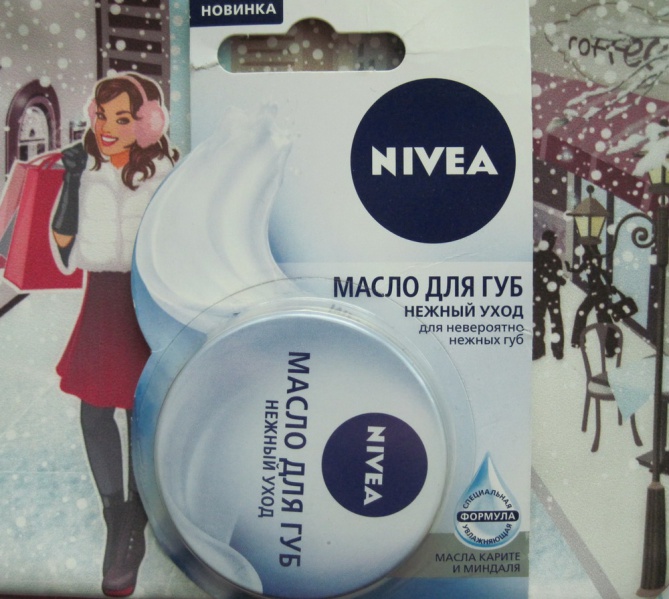 НОВИНКА
COFFEE
NIVEA
МАСЛО ДЛЯ ГУБ
НЕЖНЫЙ УХОД
для невероятно
нежных губ
МАСЛО ДЛЯ ГУБ
НЕЖНЫЙ УХОД
NIVEA
СПЕЦИАЛЬНАЯ
ФОРМУЛА
УВЛАЖНЯЮЩАЯ
МАСЛА КАРИТЕ
И МИНДАЛЯ